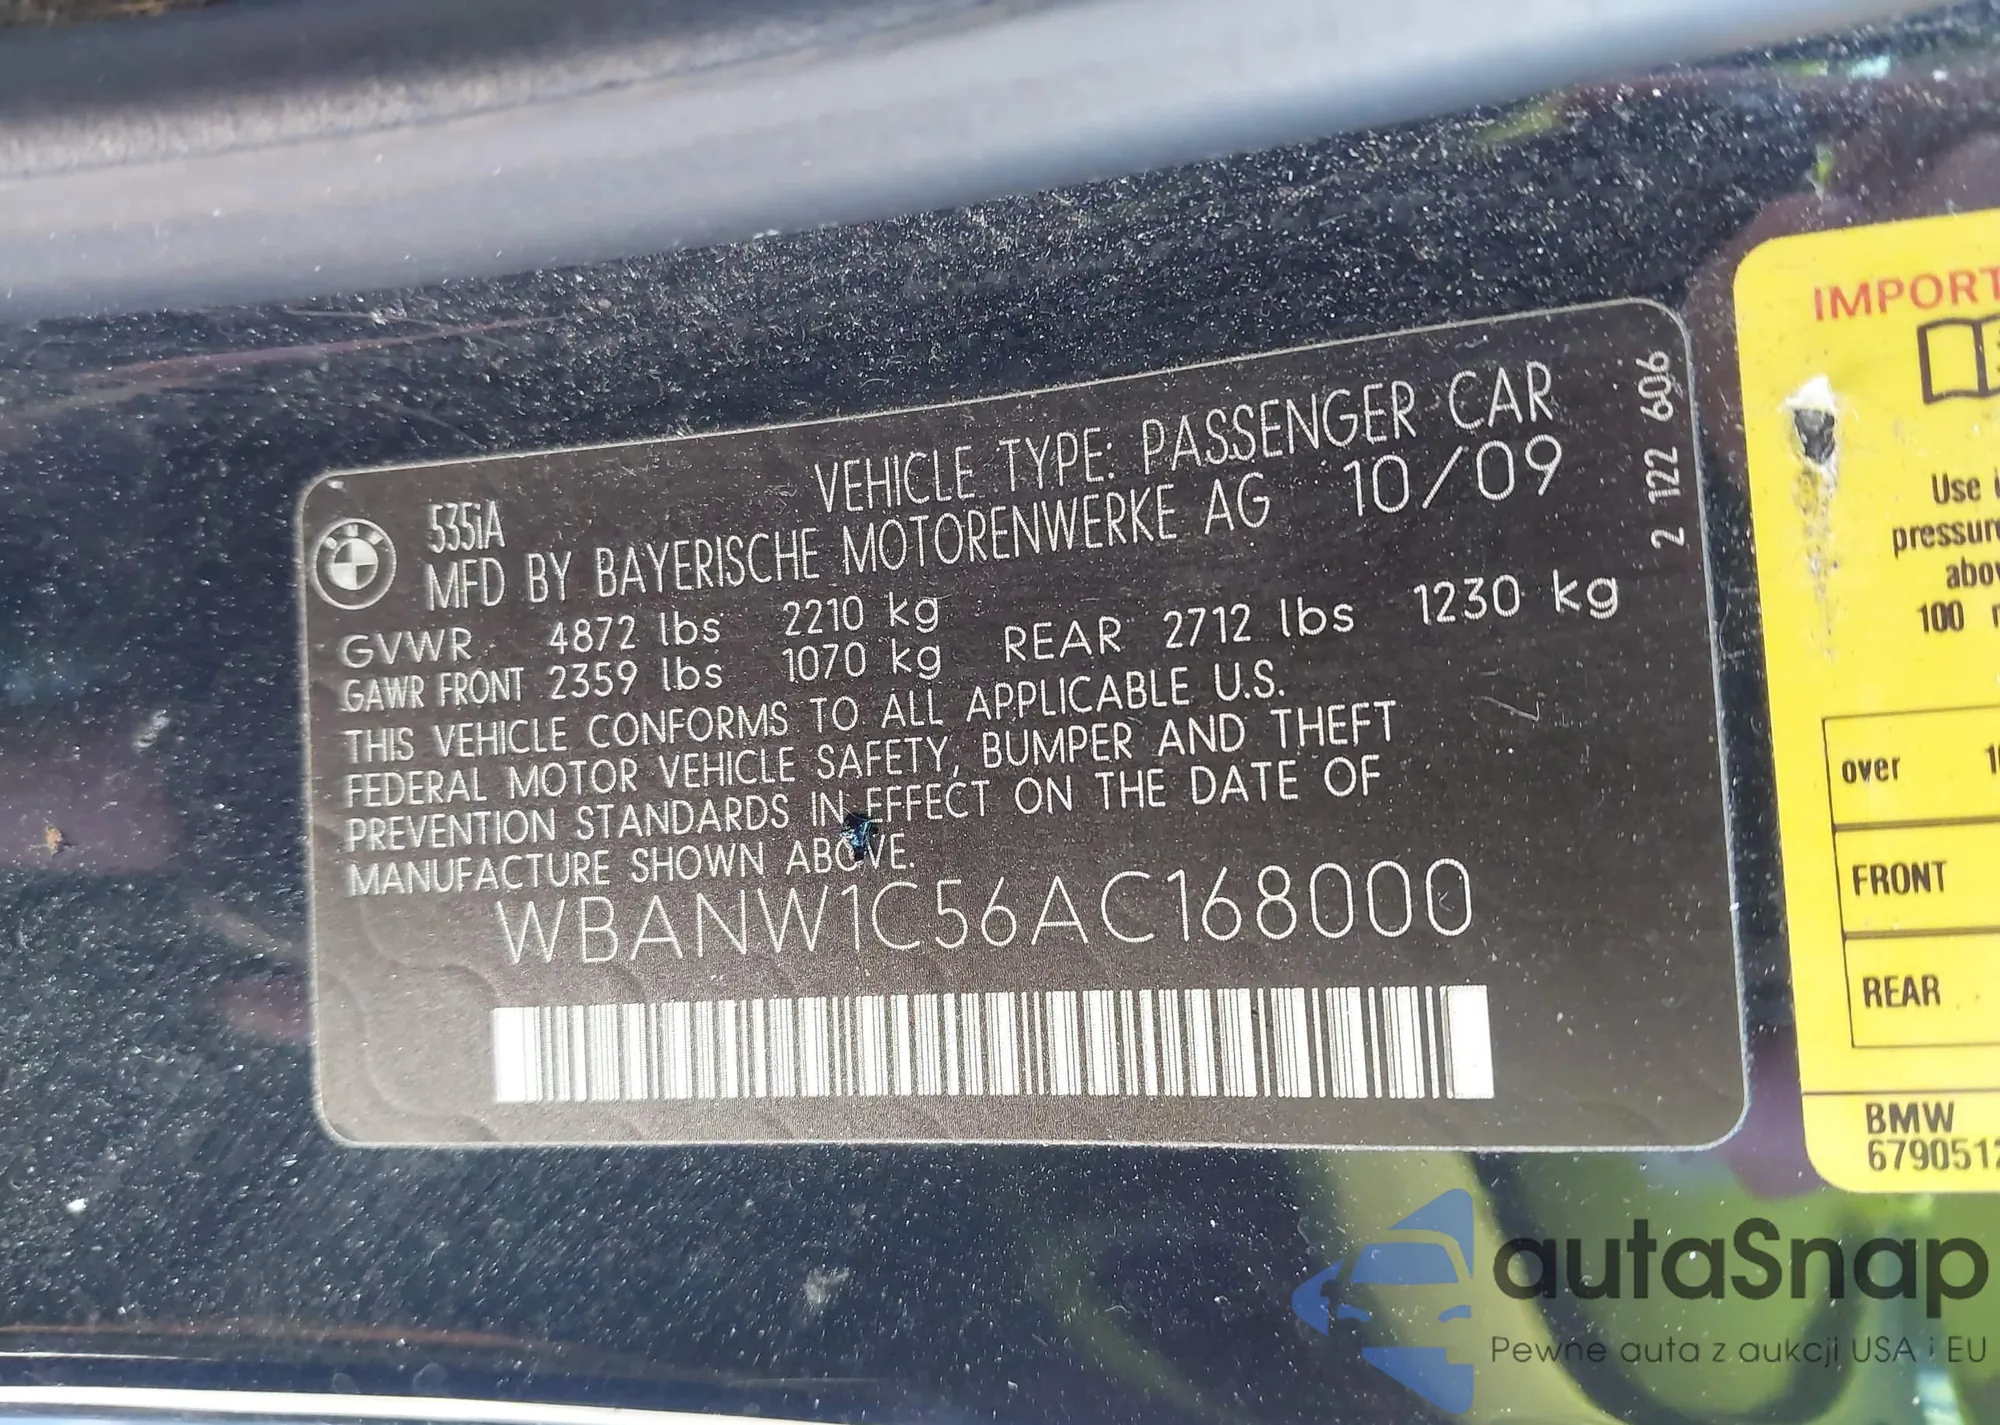 VEHICLE TYPE: PASSENGER CAR
535iA
MFD BY BAYERISCHE MOTORENWERKE AG 10/09
GVWR 4872 lbs 2210 kg
GAWR FRONT 2359 lbs 1070 kg REAR 2712 lbs 1230 kg
THIS VEHICLE CONFORMS TO ALL APPLICABLE U.S.
FEDERAL MOTOR VEHICLE SAFETY, BUMPER AND THEFT
PREVENTION STANDARDS IN EFFECT ON THE DATE OF
MANUFACTURE SHOWN ABOVE.
WBANW1C56AC168000
2 122 606
IMPORT
Use
pressur
abov
100
over 1
FRONT
REAR
BMW
6790512
autaSnap
Pewne auta z aukcji USA i EU